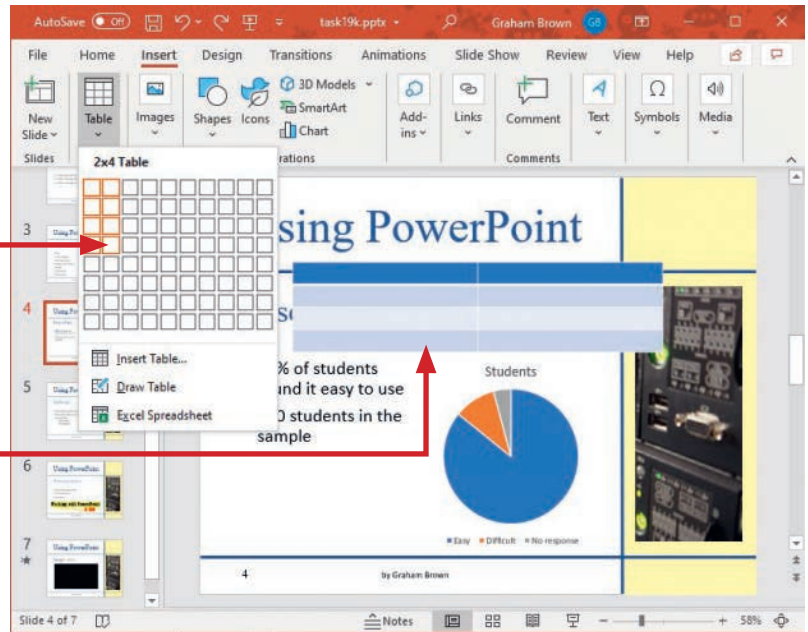 AutoSave Off task19k.pptx Graham Brown GB
File Home Insert Design Transitions Animations Slide Show Review View Help
New Slide
Table
Images
Shapes
Icons
3D Models
SmartArt
Chart
Add-ins
Links
Comment
Text
Symbols
Media
Slides
rations
Comments
2x4 Table
Insert Table...
Draw Table
Excel Spreadsheet
3
4
5
6
7
Using PowerPoint
sing PowerPoint
% of students
und it easy to use
0 students in the
sample
Students
Easy Difficult No response
4 by Graham Brown
Slide 4 of 7 Notes 58%